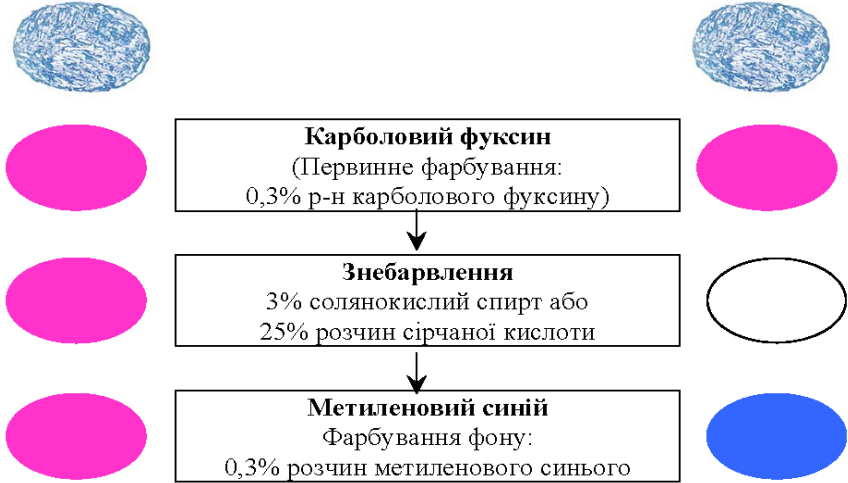 Карболовий фуксин
(Первинне фарбування:
0,3% р-н карболового фуксину)
Знебарвлення
3% солянокислий спирт або
25% розчин сірчаної кислоти
Метиленовий синій
Фарбування фону:
0,3% розчин метиленового синього